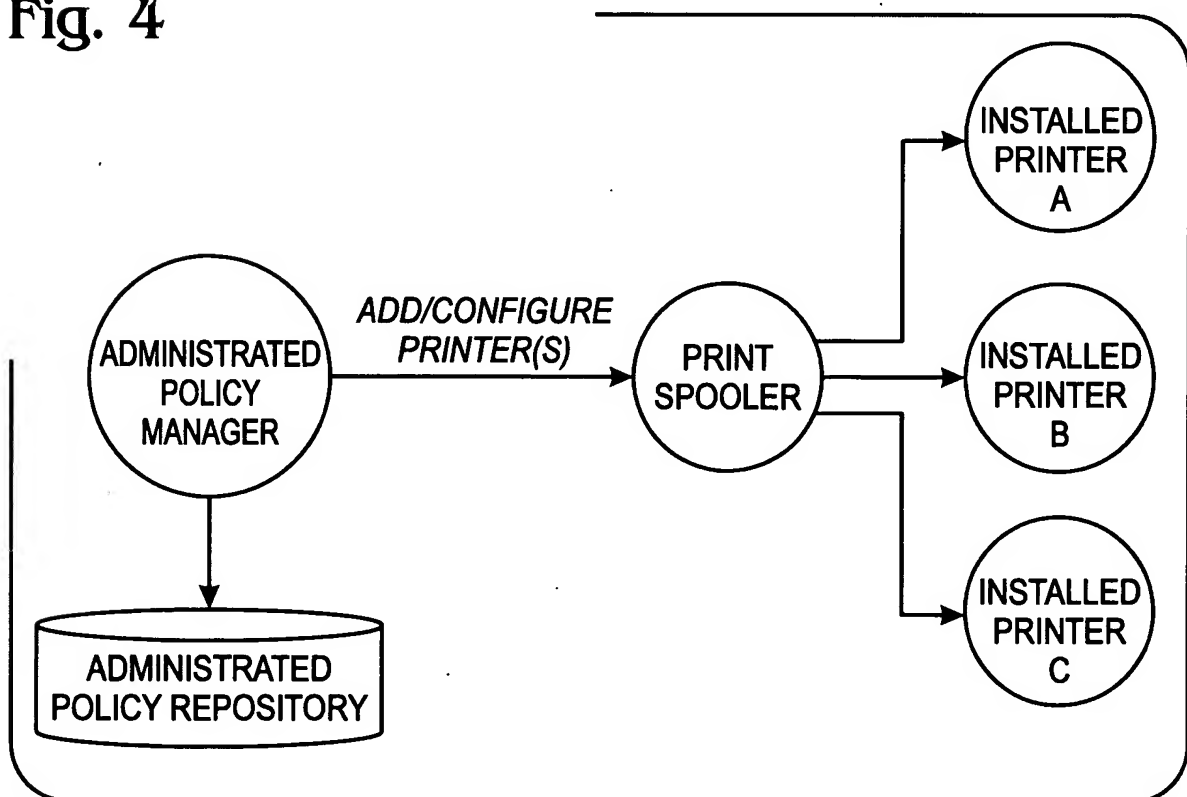 Fig. 4
INSTALLED
PRINTER
A
ADD/CONFIGURE
PRINTER(S)
ADMINISTRATED
POLICY
MANAGER
PRINT
SPOOLER
INSTALLED
PRINTER
B
INSTALLED
PRINTER
C
ADMINISTRATED
POLICY REPOSITORY